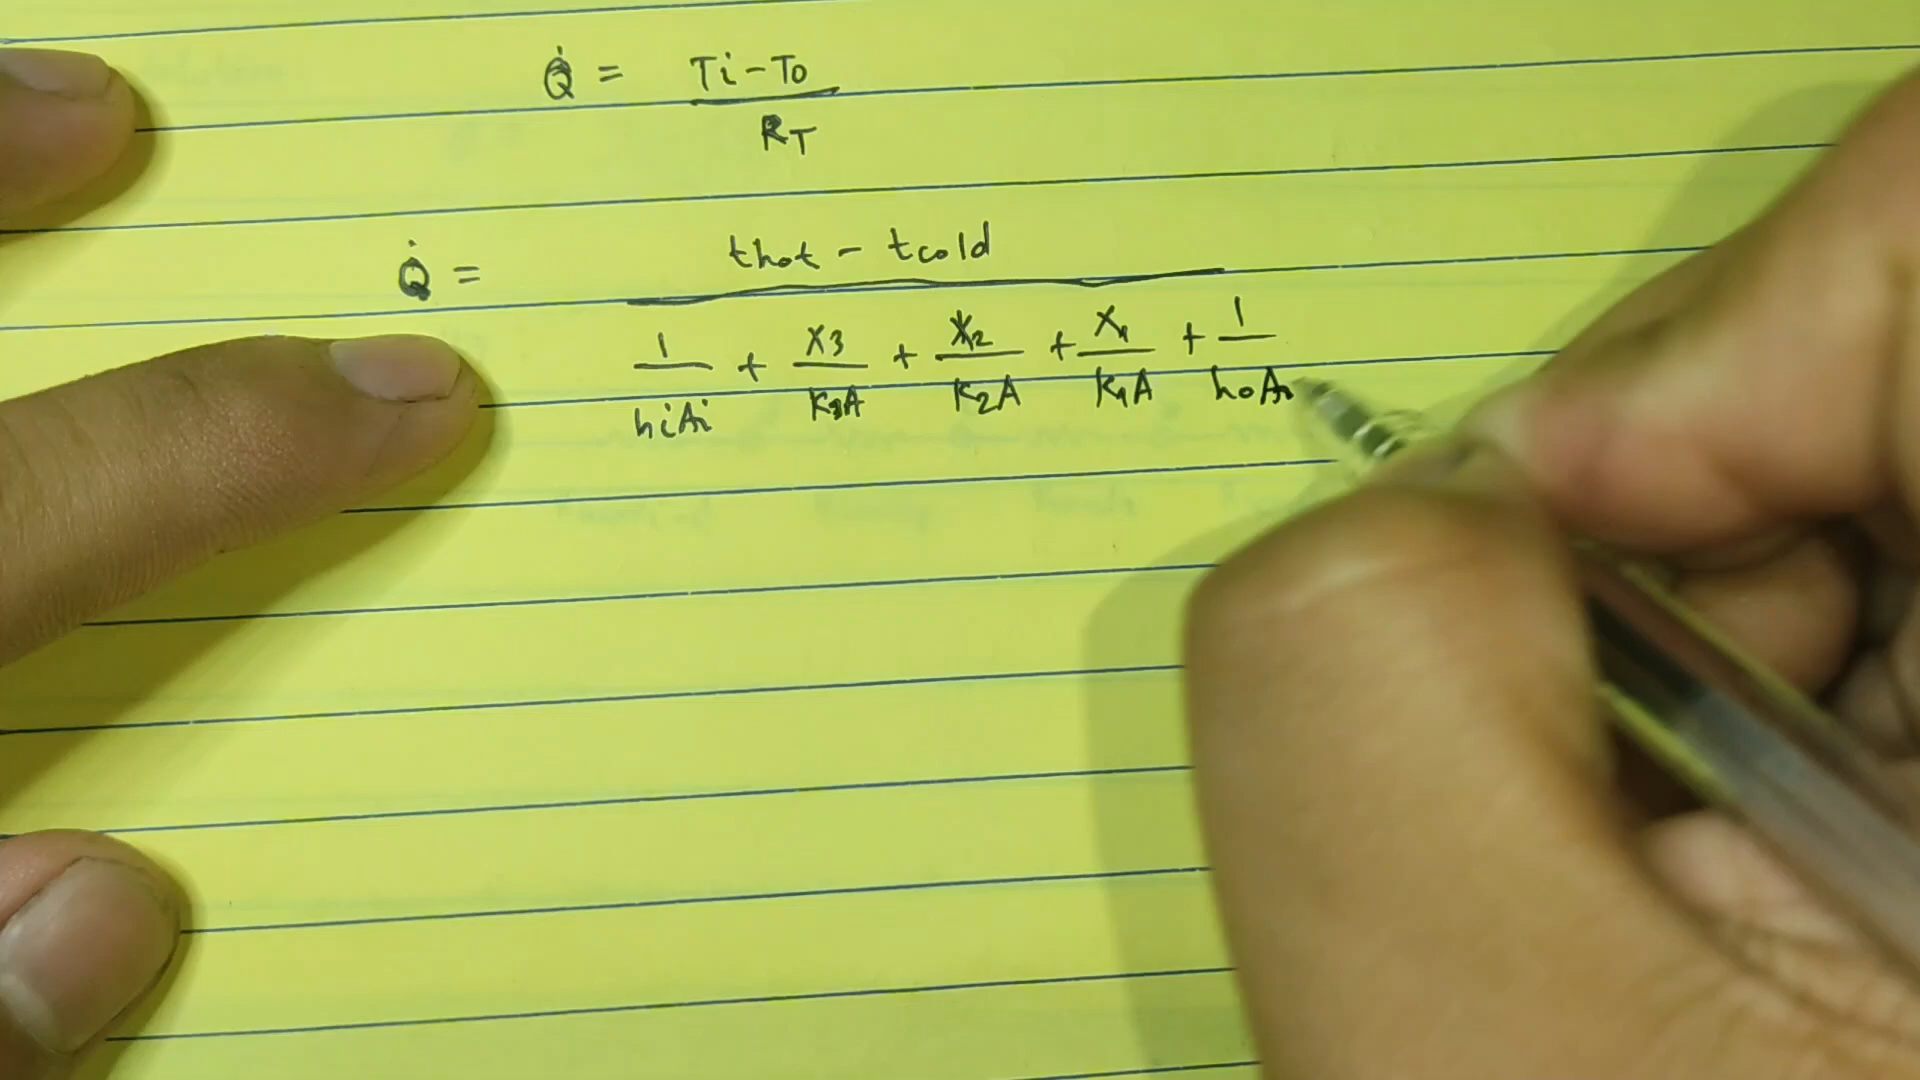 Q̇ = Ti - To
RT
Q̇ = thot - tcold
1 + x3 + x2 + x1 + 1
hiAi K3A K2A K1A hoAo